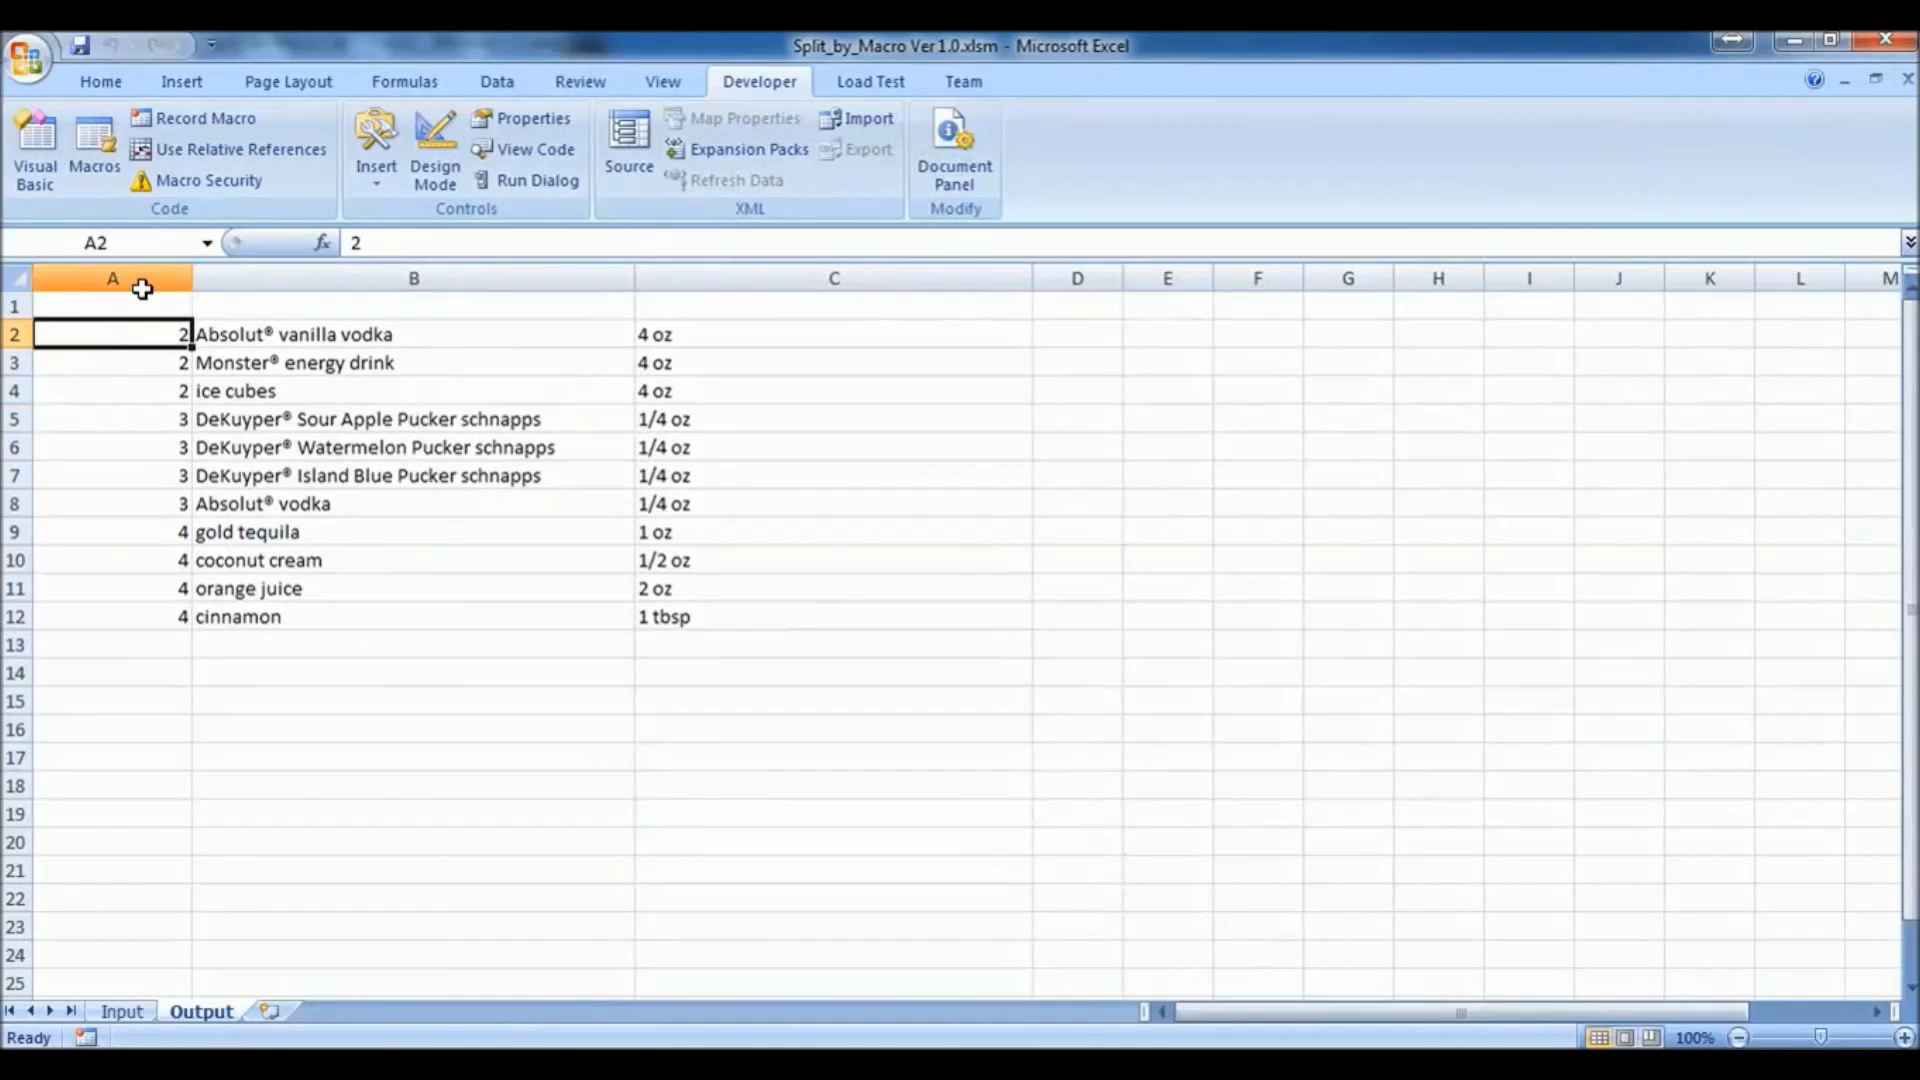 Split_by_Macro Ver1.0.xlsm - Microsoft Excel
Home Insert Page Layout Formulas Data Review View Developer Load Test Team
Visual Basic
Macros
Record Macro
Use Relative References
Macro Security
Code
Insert
Design Mode
Properties
View Code
Run Dialog
Controls
Source
Map Properties
Expansion Packs
Refresh Data
Import
Export
XML
Document Panel
Modify
A2 fx 2
A B C D E F G H I J K L M
1
2 2 Absolut® vanilla vodka 4 oz
3 2 Monster® energy drink 4 oz
4 2 ice cubes 4 oz
5 3 DeKuyper® Sour Apple Pucker schnapps 1/4 oz
6 3 DeKuyper® Watermelon Pucker schnapps 1/4 oz
7 3 DeKuyper® Island Blue Pucker schnapps 1/4 oz
8 3 Absolut® vodka 1/4 oz
9 4 gold tequila 1 oz
10 4 coconut cream 1/2 oz
11 4 orange juice 2 oz
12 4 cinnamon 1 tbsp
13
14
15
16
17
18
19
20
21
22
23
24
25
Input Output
Ready 100%